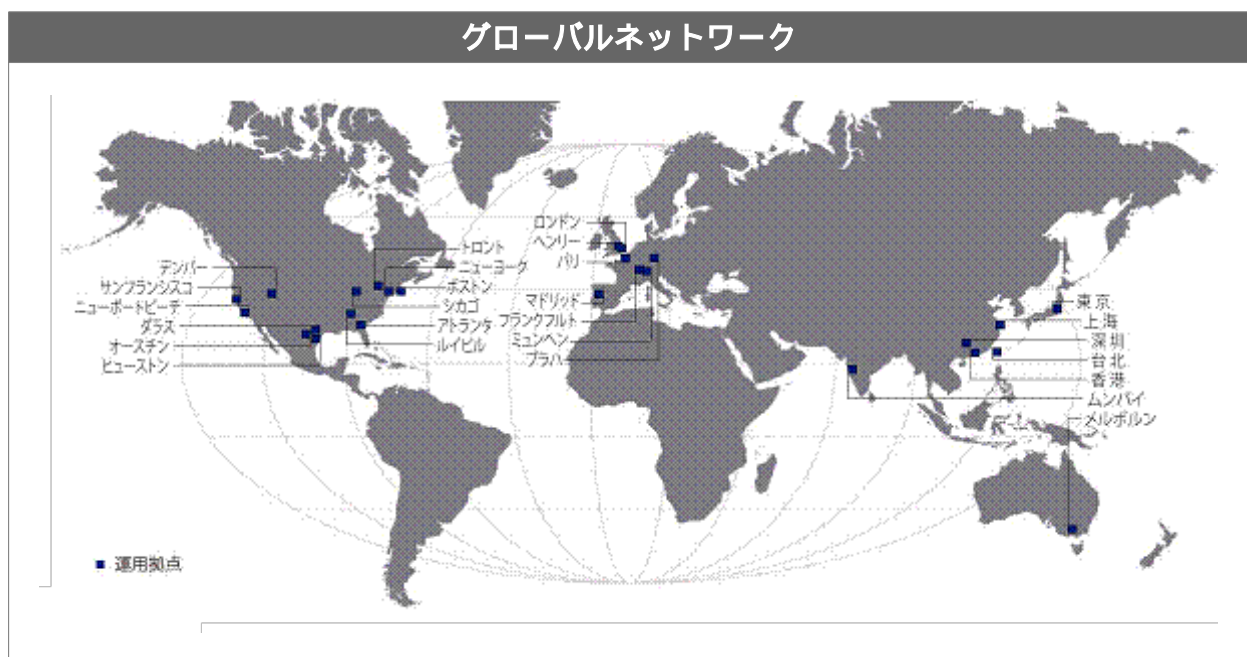 グローバルネットワーク
ロンドン
ヘンリー
パリ
トロント
ニューヨーク
デンバー
サンフランシスコ
ボストン
ニューポートビーチ
シカゴ
マドリッド
東京
ダラス
アトランタ
フランクフルト
上海
オースチン
ルイビル
ミュンヘン
深圳
ヒューストン
プラハ
台北
香港
ムンバイ
メルボルン
運用拠点